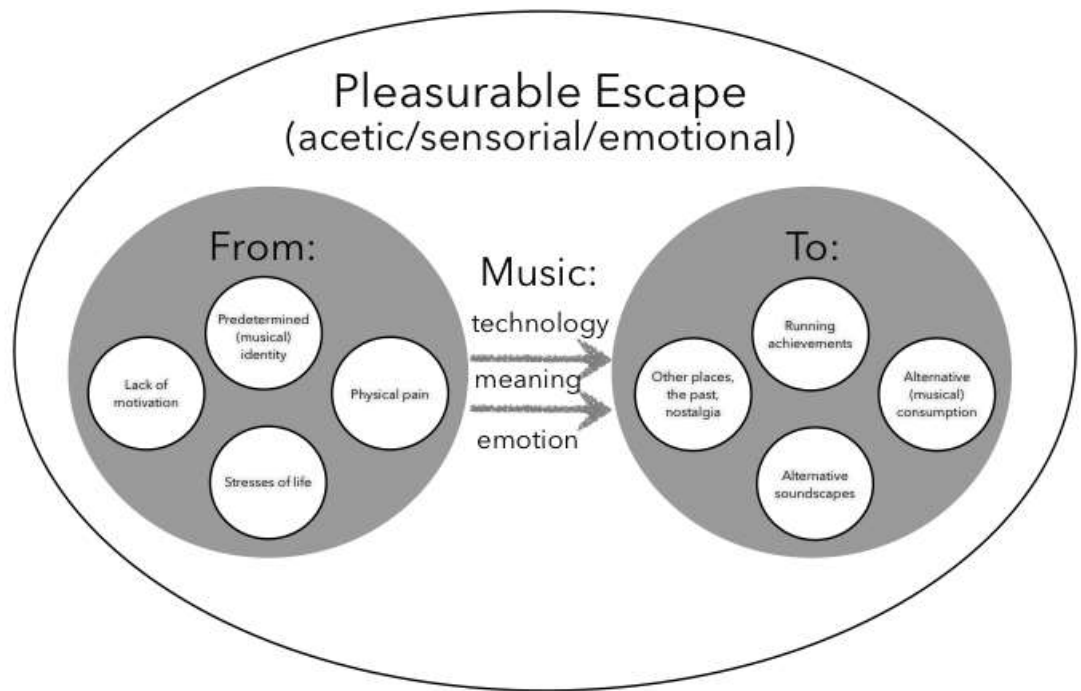 Pleasurable Escape
(acetic/sensorial/emotional)
From:
Predetermined
(musical)
identity
Lack of
motivation
Physical pain
Stresses of life
Music:
technology
meaning
emotion
To:
Running
achievements
Other places,
the past,
nostalgia
Alternative
(musical)
consumption
Alternative
soundscapes